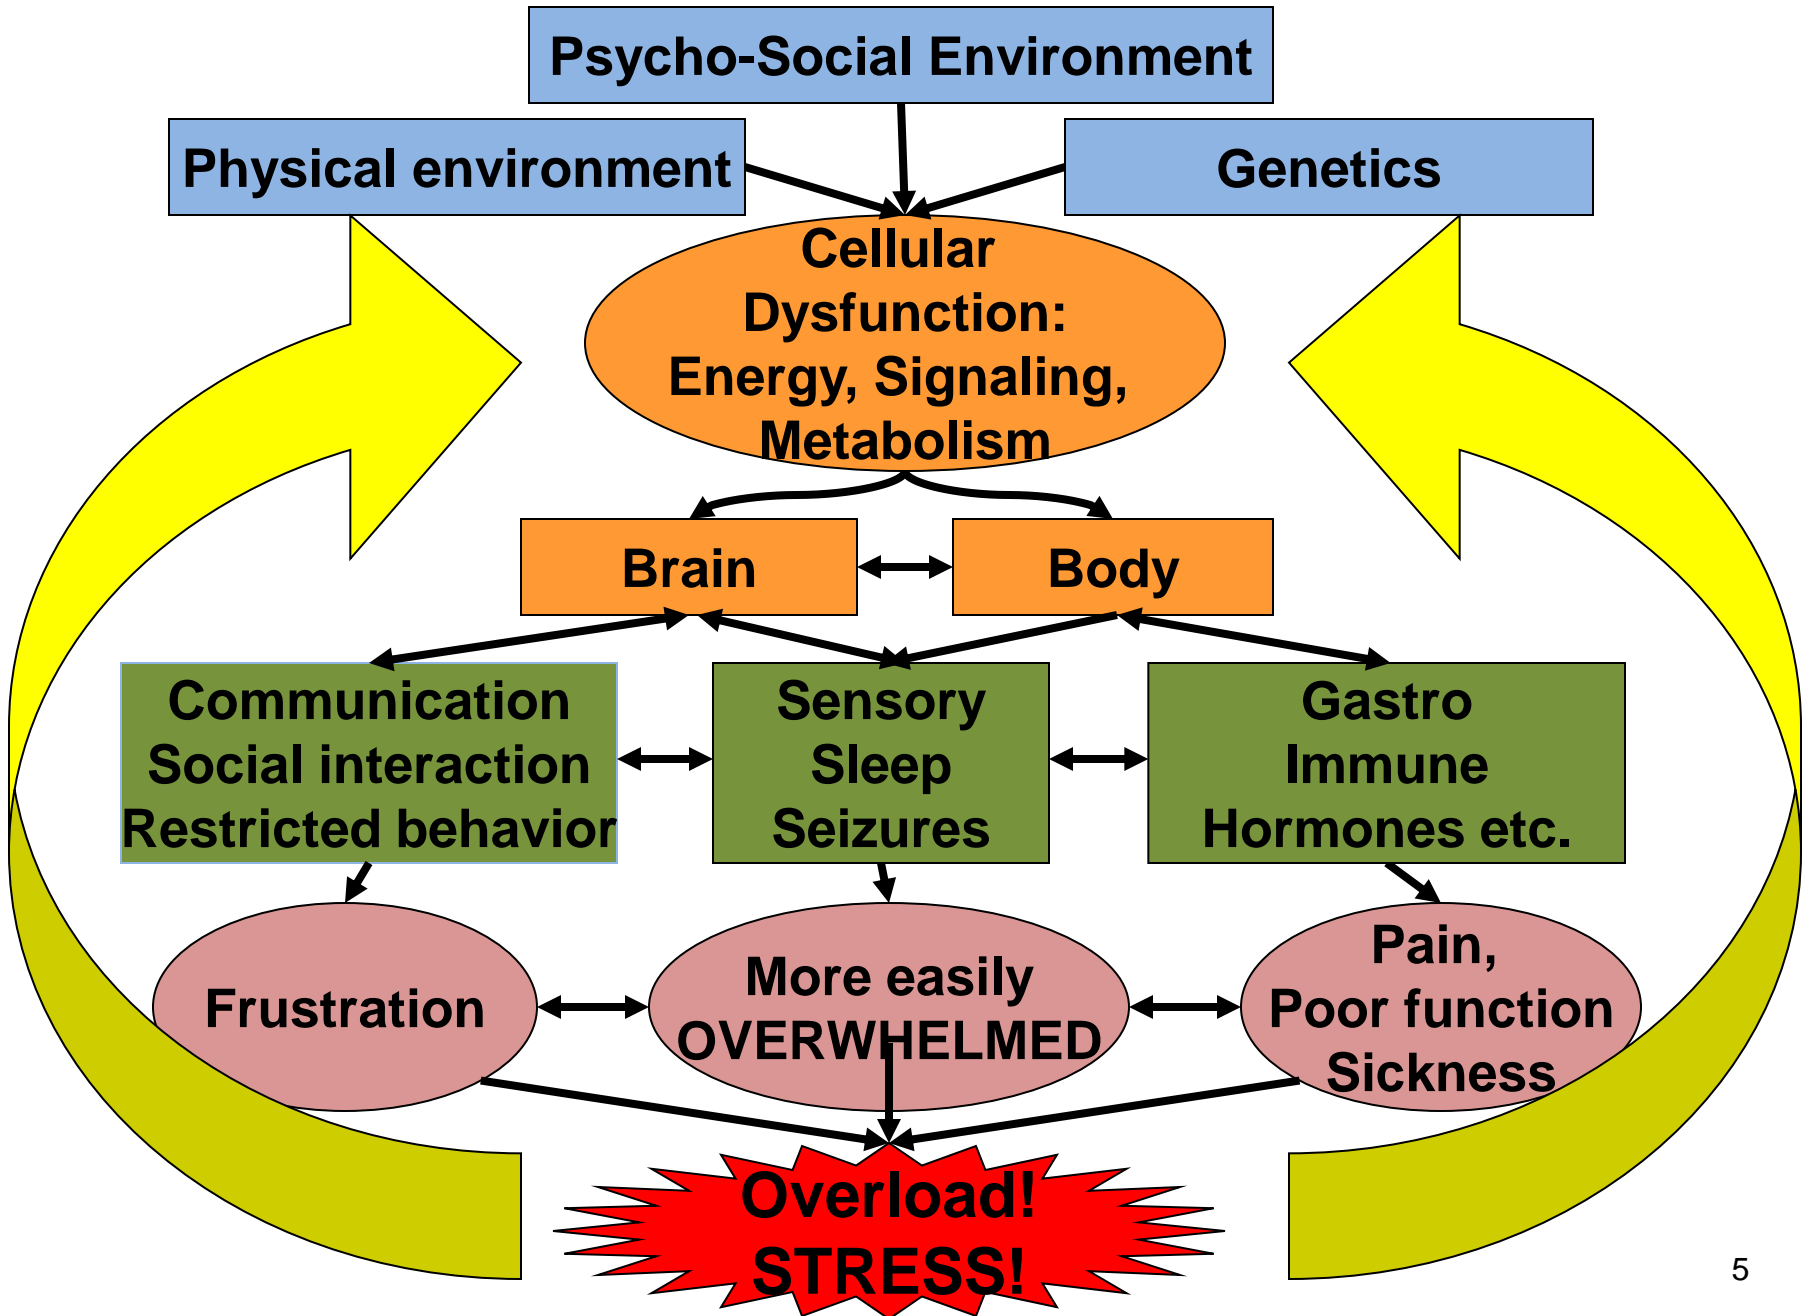 Psycho-Social Environment
Physical environment
Genetics
Cellular
Dysfunction:
Energy, Signaling,
Metabolism
Brain
Body
Communication
Social interaction
Restricted behavior
Sensory
Sleep
Seizures
Gastro
Immune
Hormones etc.
Frustration
More easily
OVERWHELMED
Pain,
Poor function
Sickness
Overload!
STRESS!
5